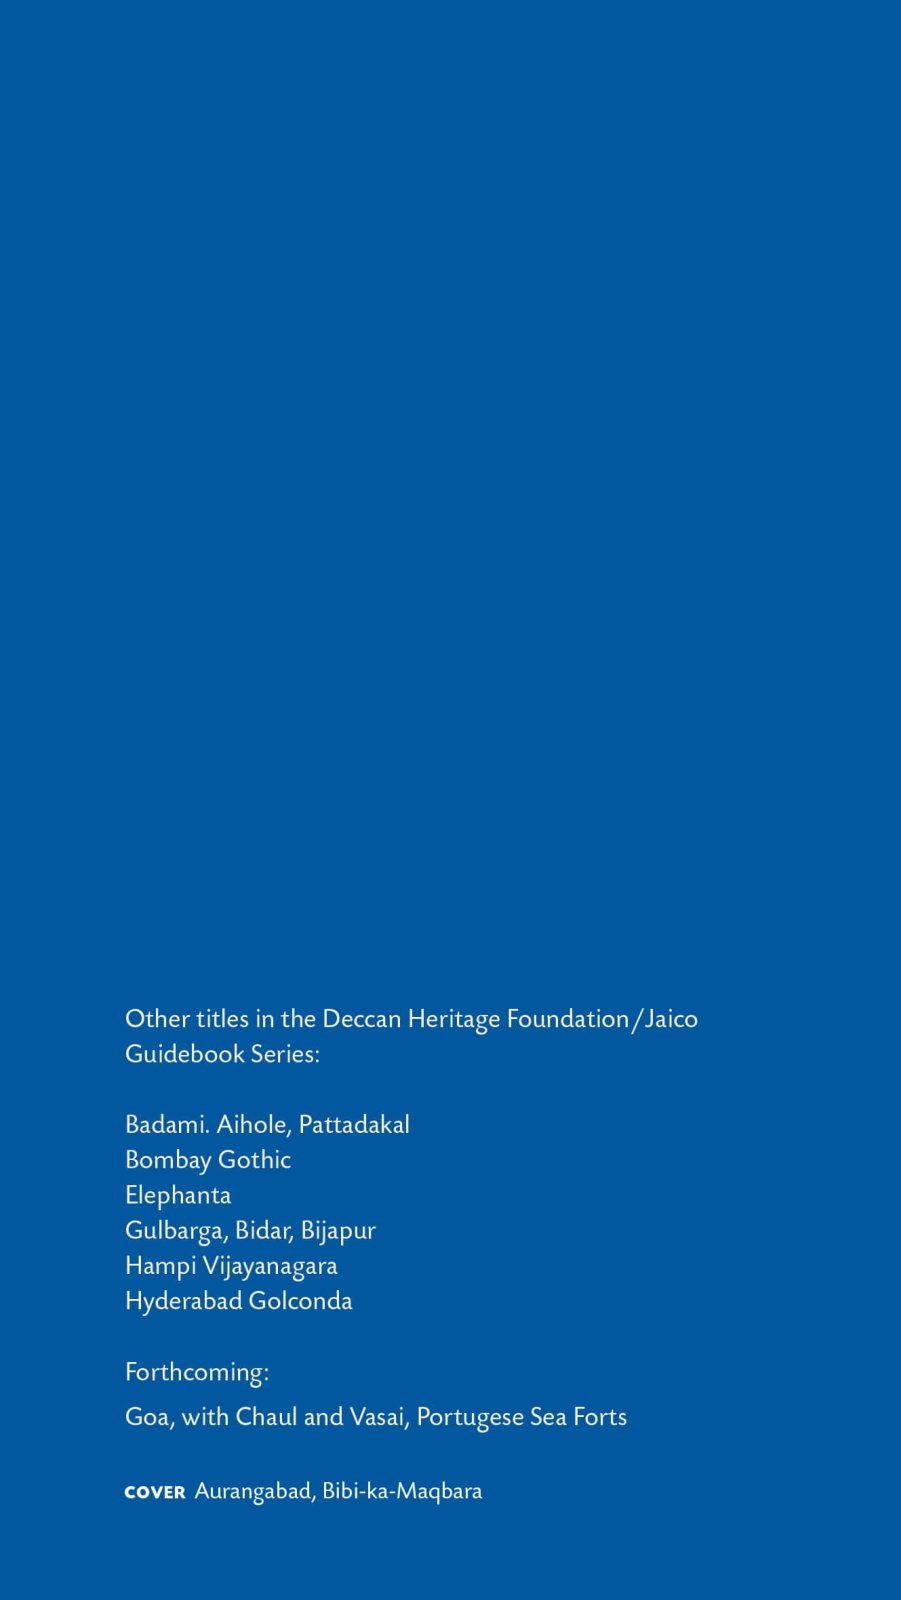 Other titles in the Deccan Heritage Foundation/Jaico
Guidebook Series:
Badami. Aihole, Pattadakal
Bombay Gothic
Elephanta
Gulbarga, Bidar, Bijapur
Hampi Vijayanagara
Hyderabad Golconda
Forthcoming:
Goa, with Chaul and Vasai, Portugese Sea Forts
COVER Aurangabad, Bibi-ka-Maqbara